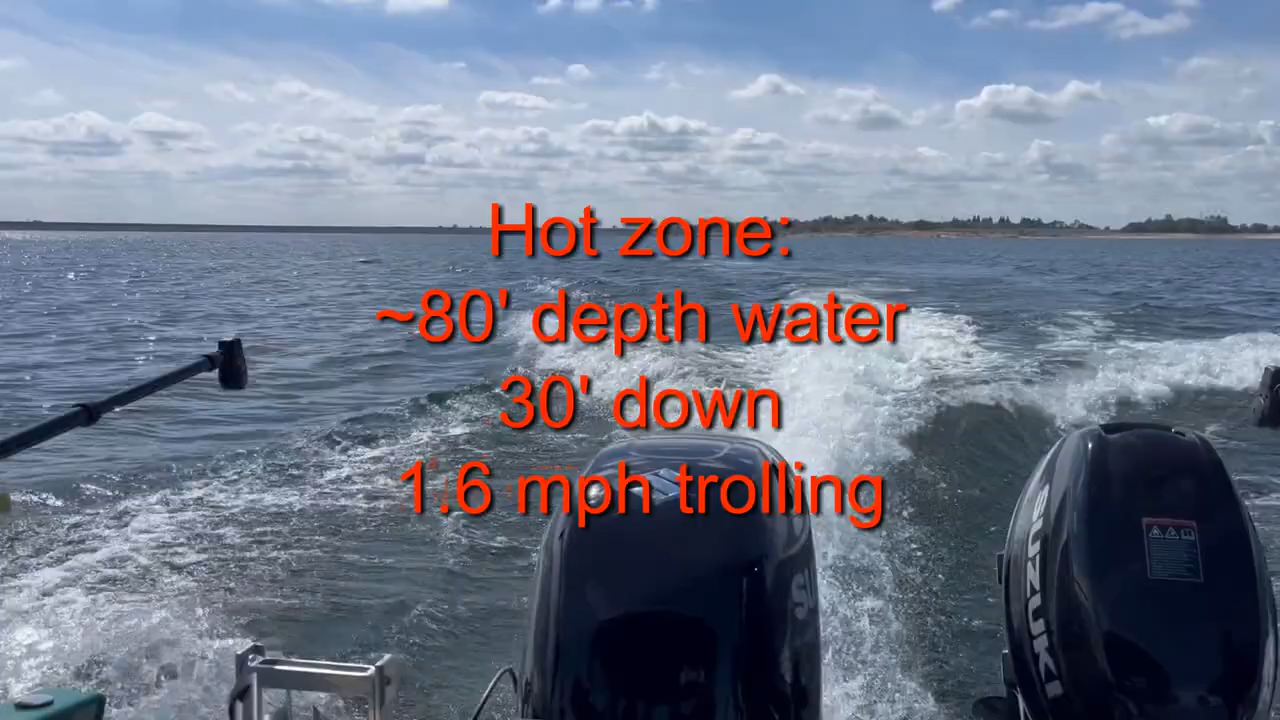 Hot zone:
~80' depth water
30' down
1.6 mph trolling
SUZUKI